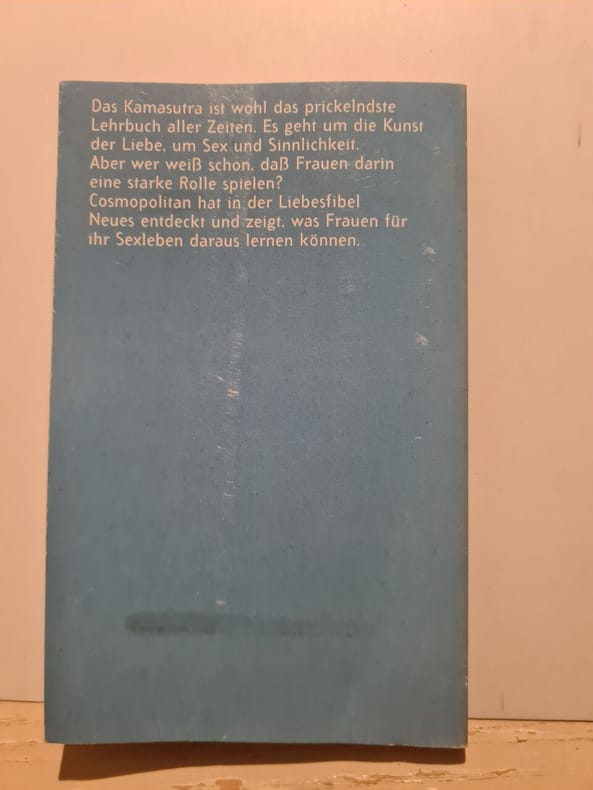 Das Kamasutra ist wohl das prickelndste
Lehrbuch aller Zeiten. Es geht um die Kunst
der Liebe, um Sex und Sinnlichkeit.
Aber wer weiß schon, daß Frauen darin
eine starke Rolle spielen?
Cosmopolitan hat in der Liebesfibel
Neues entdeckt und zeigt, was Frauen für
ihr Sexleben daraus lernen können.